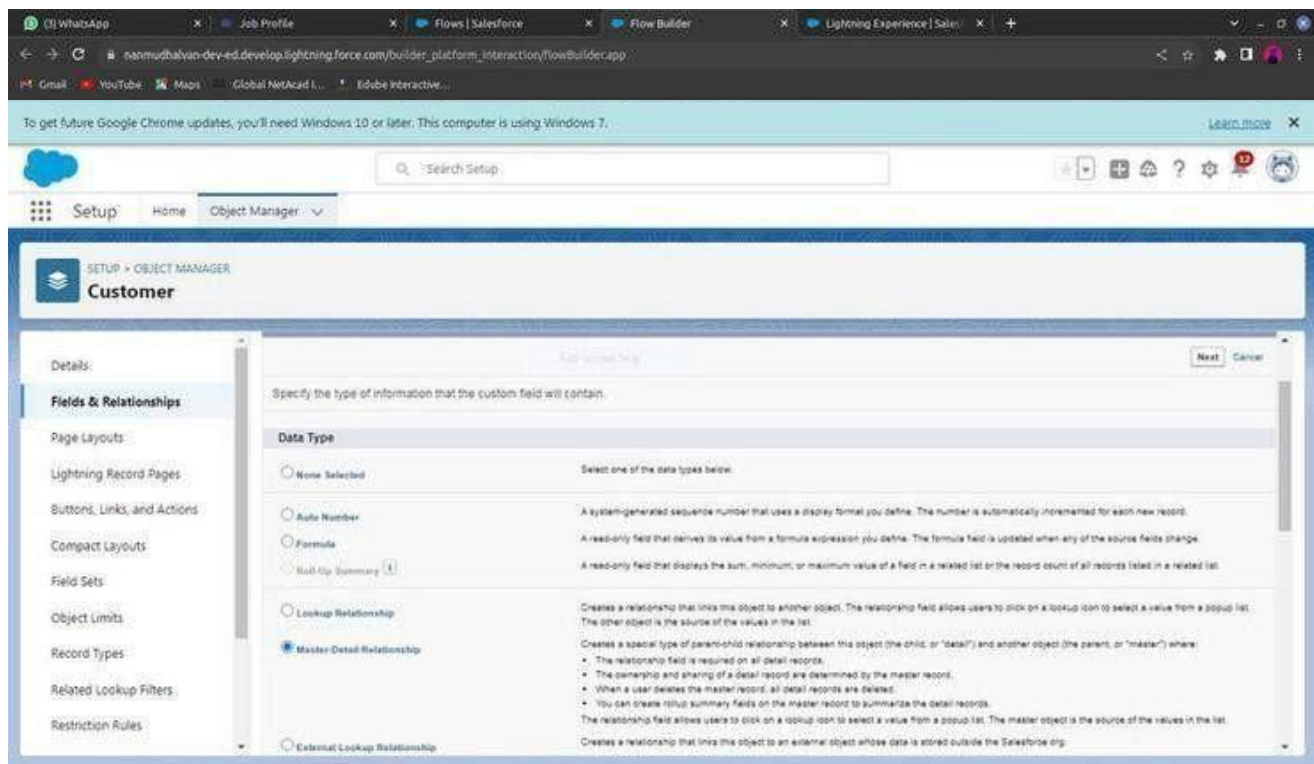 (3) WhatsApp
Job Profile
Flows | Salesforce
Flow Builder
Lightning Experience | Sales
nanmudhalvan-dev-ed.develop.lightning.force.com/builder_platform_interaction/flowBuilder.app
Gmail YouTube Maps Global NetAcad I... Edube Interactive...
To get future Google Chrome updates, you'll need Windows 10 or later. This computer is using Windows 7.
Learn more
Search Setup
12
Setup Home Object Manager
SETUP > OBJECT MANAGER
Customer
Details
Fields & Relationships
Page Layouts
Lightning Record Pages
Buttons, Links, and Actions
Compact Layouts
Field Sets
Object Limits
Record Types
Related Lookup Filters
Restriction Rules
Next Cancel
Specify the type of information that the custom field will contain.
Data Type
None Selected
Select one of the data types below.
Auto Number
A system-generated sequence number that uses a display format you define. The number is automatically incremented for each new record.
Formula
A read-only field that derives its value from a formula expression you define. The formula field is updated when any of the source fields change.
Roll-Up Summary
A read-only field that displays the sum, minimum, or maximum value of a field in a related list or the record count of all records listed in a related list.
Lookup Relationship
Creates a relationship that links this object to another object. The relationship field allows users to click on a lookup icon to select a value from a popup list.
The other object is the source of the values in the list.
Master-Detail Relationship
Creates a special type of parent-child relationship between this object (the child, or "detail") and another object (the parent, or "master") where:
• The relationship field is required on all detail records.
• The ownership and sharing of a detail record are determined by the master record.
• When a user deletes the master record, all detail records are deleted.
• You can create rollup summary fields on the master record to summarize the detail records.
The relationship field allows users to click on a lookup icon to select a value from a popup list. The master object is the source of the values in the list.
External Lookup Relationship
Creates a relationship that links this object to an external object whose data is stored outside the Salesforce org.